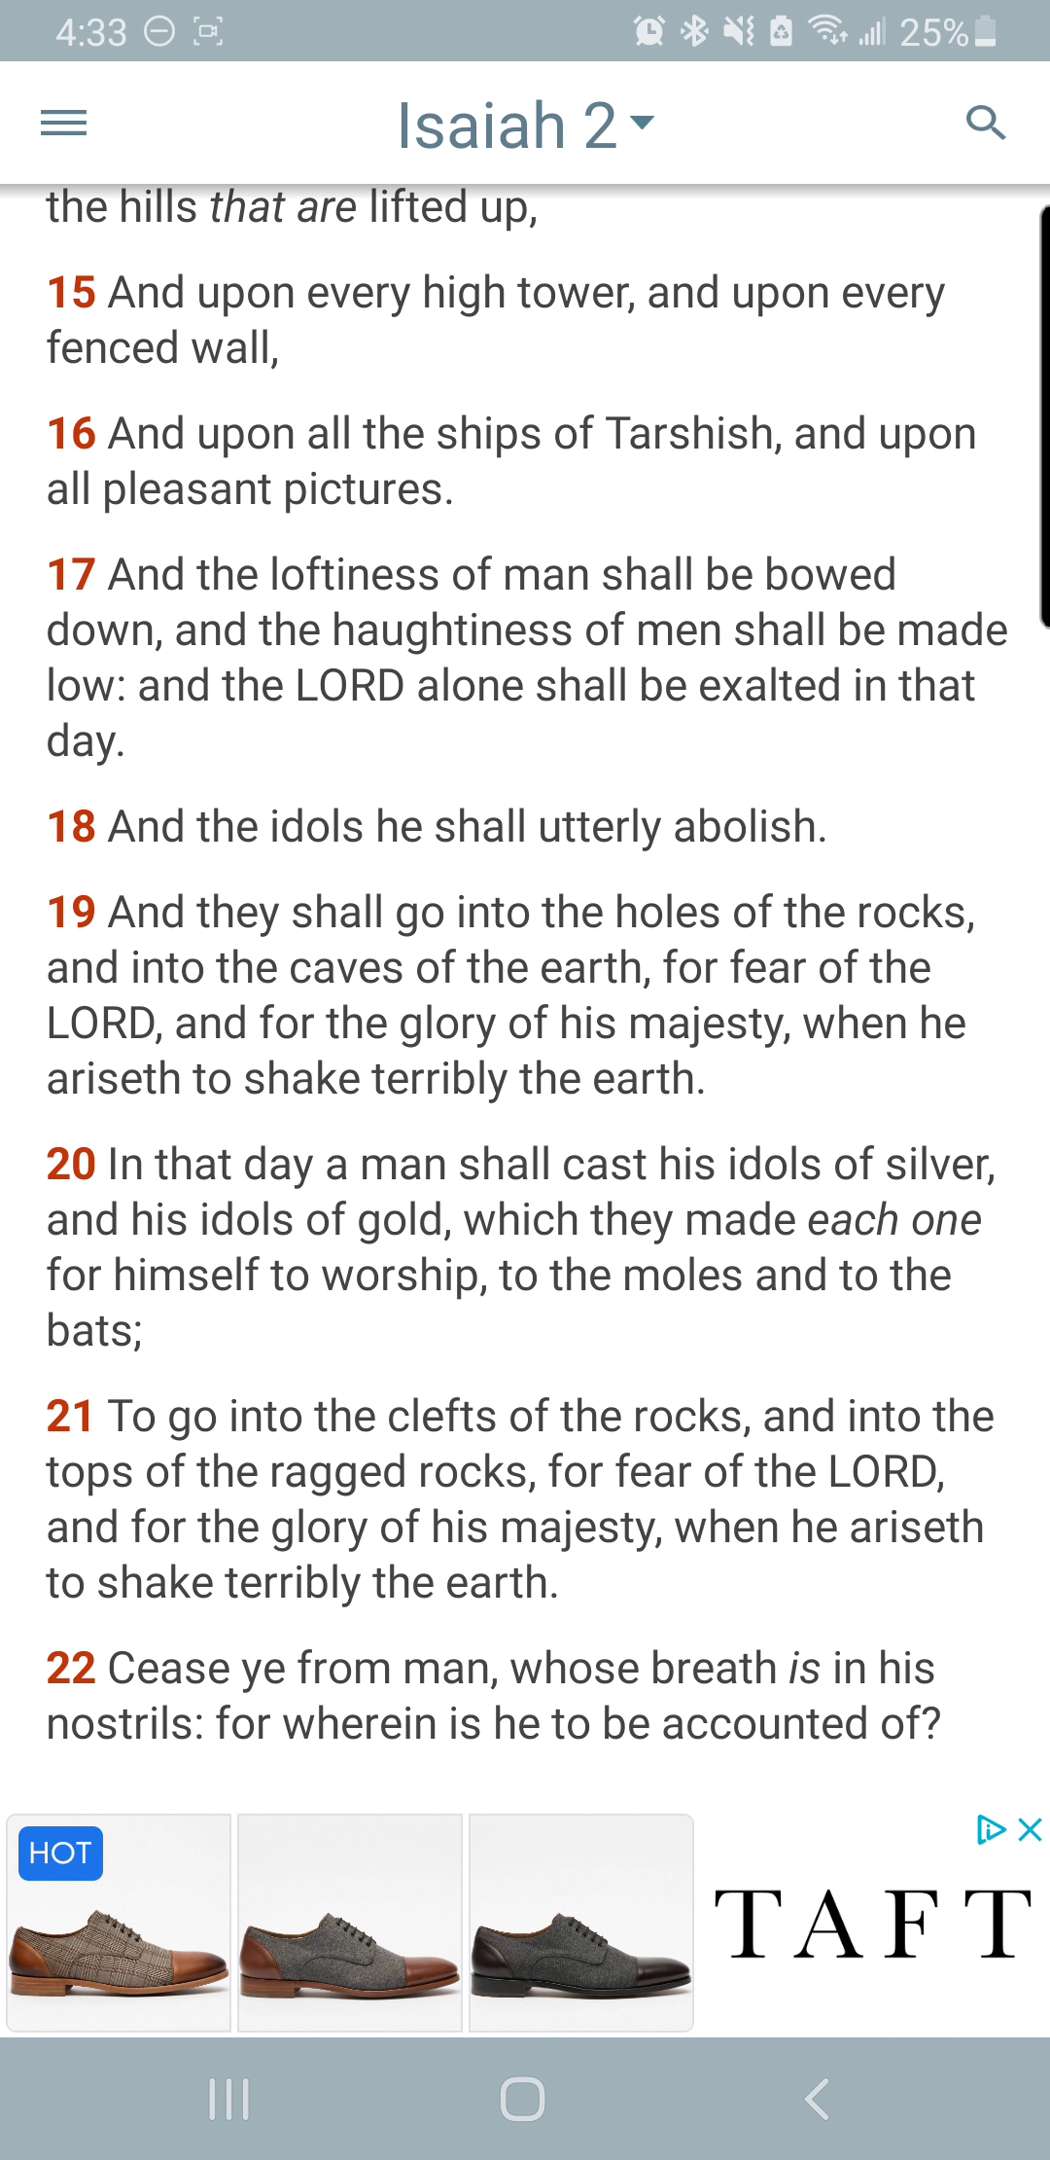 4:33
25%
Isaiah 2
the hills that are lifted up,
15 And upon every high tower, and upon every
fenced wall,
16 And upon all the ships of Tarshish, and upon
all pleasant pictures.
17 And the loftiness of man shall be bowed
down, and the haughtiness of men shall be made
low: and the LORD alone shall be exalted in that
day.
18 And the idols he shall utterly abolish.
19 And they shall go into the holes of the rocks,
and into the caves of the earth, for fear of the
LORD, and for the glory of his majesty, when he
ariseth to shake terribly the earth.
20 In that day a man shall cast his idols of silver,
and his idols of gold, which they made each one
for himself to worship, to the moles and to the
bats;
21 To go into the clefts of the rocks, and into the
tops of the ragged rocks, for fear of the LORD,
and for the glory of his majesty, when he ariseth
to shake terribly the earth.
22 Cease ye from man, whose breath is in his
nostrils: for wherein is he to be accounted of?
HOT
TAFT